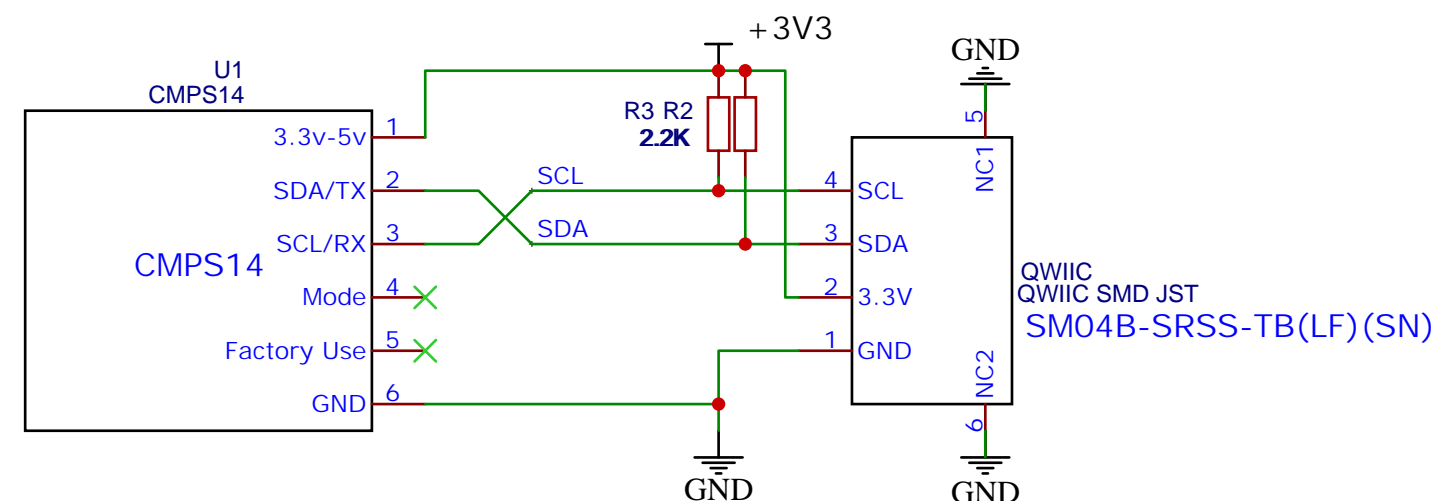 +3V3
GND
U1
CMPS14
R3 R2
2.2K
3.3v-5v 1
SDA/TX 2
SCL/RX 3
Mode 4
Factory Use 5
GND 6
CMPS14
SCL
SDA
5
NC1
4 SCL
3 SDA
2 3.3V
1 GND
NC2
6
QWIIC
QWIIC SMD JST
SM04B-SRSS-TB(LF)(SN)
GND
GND